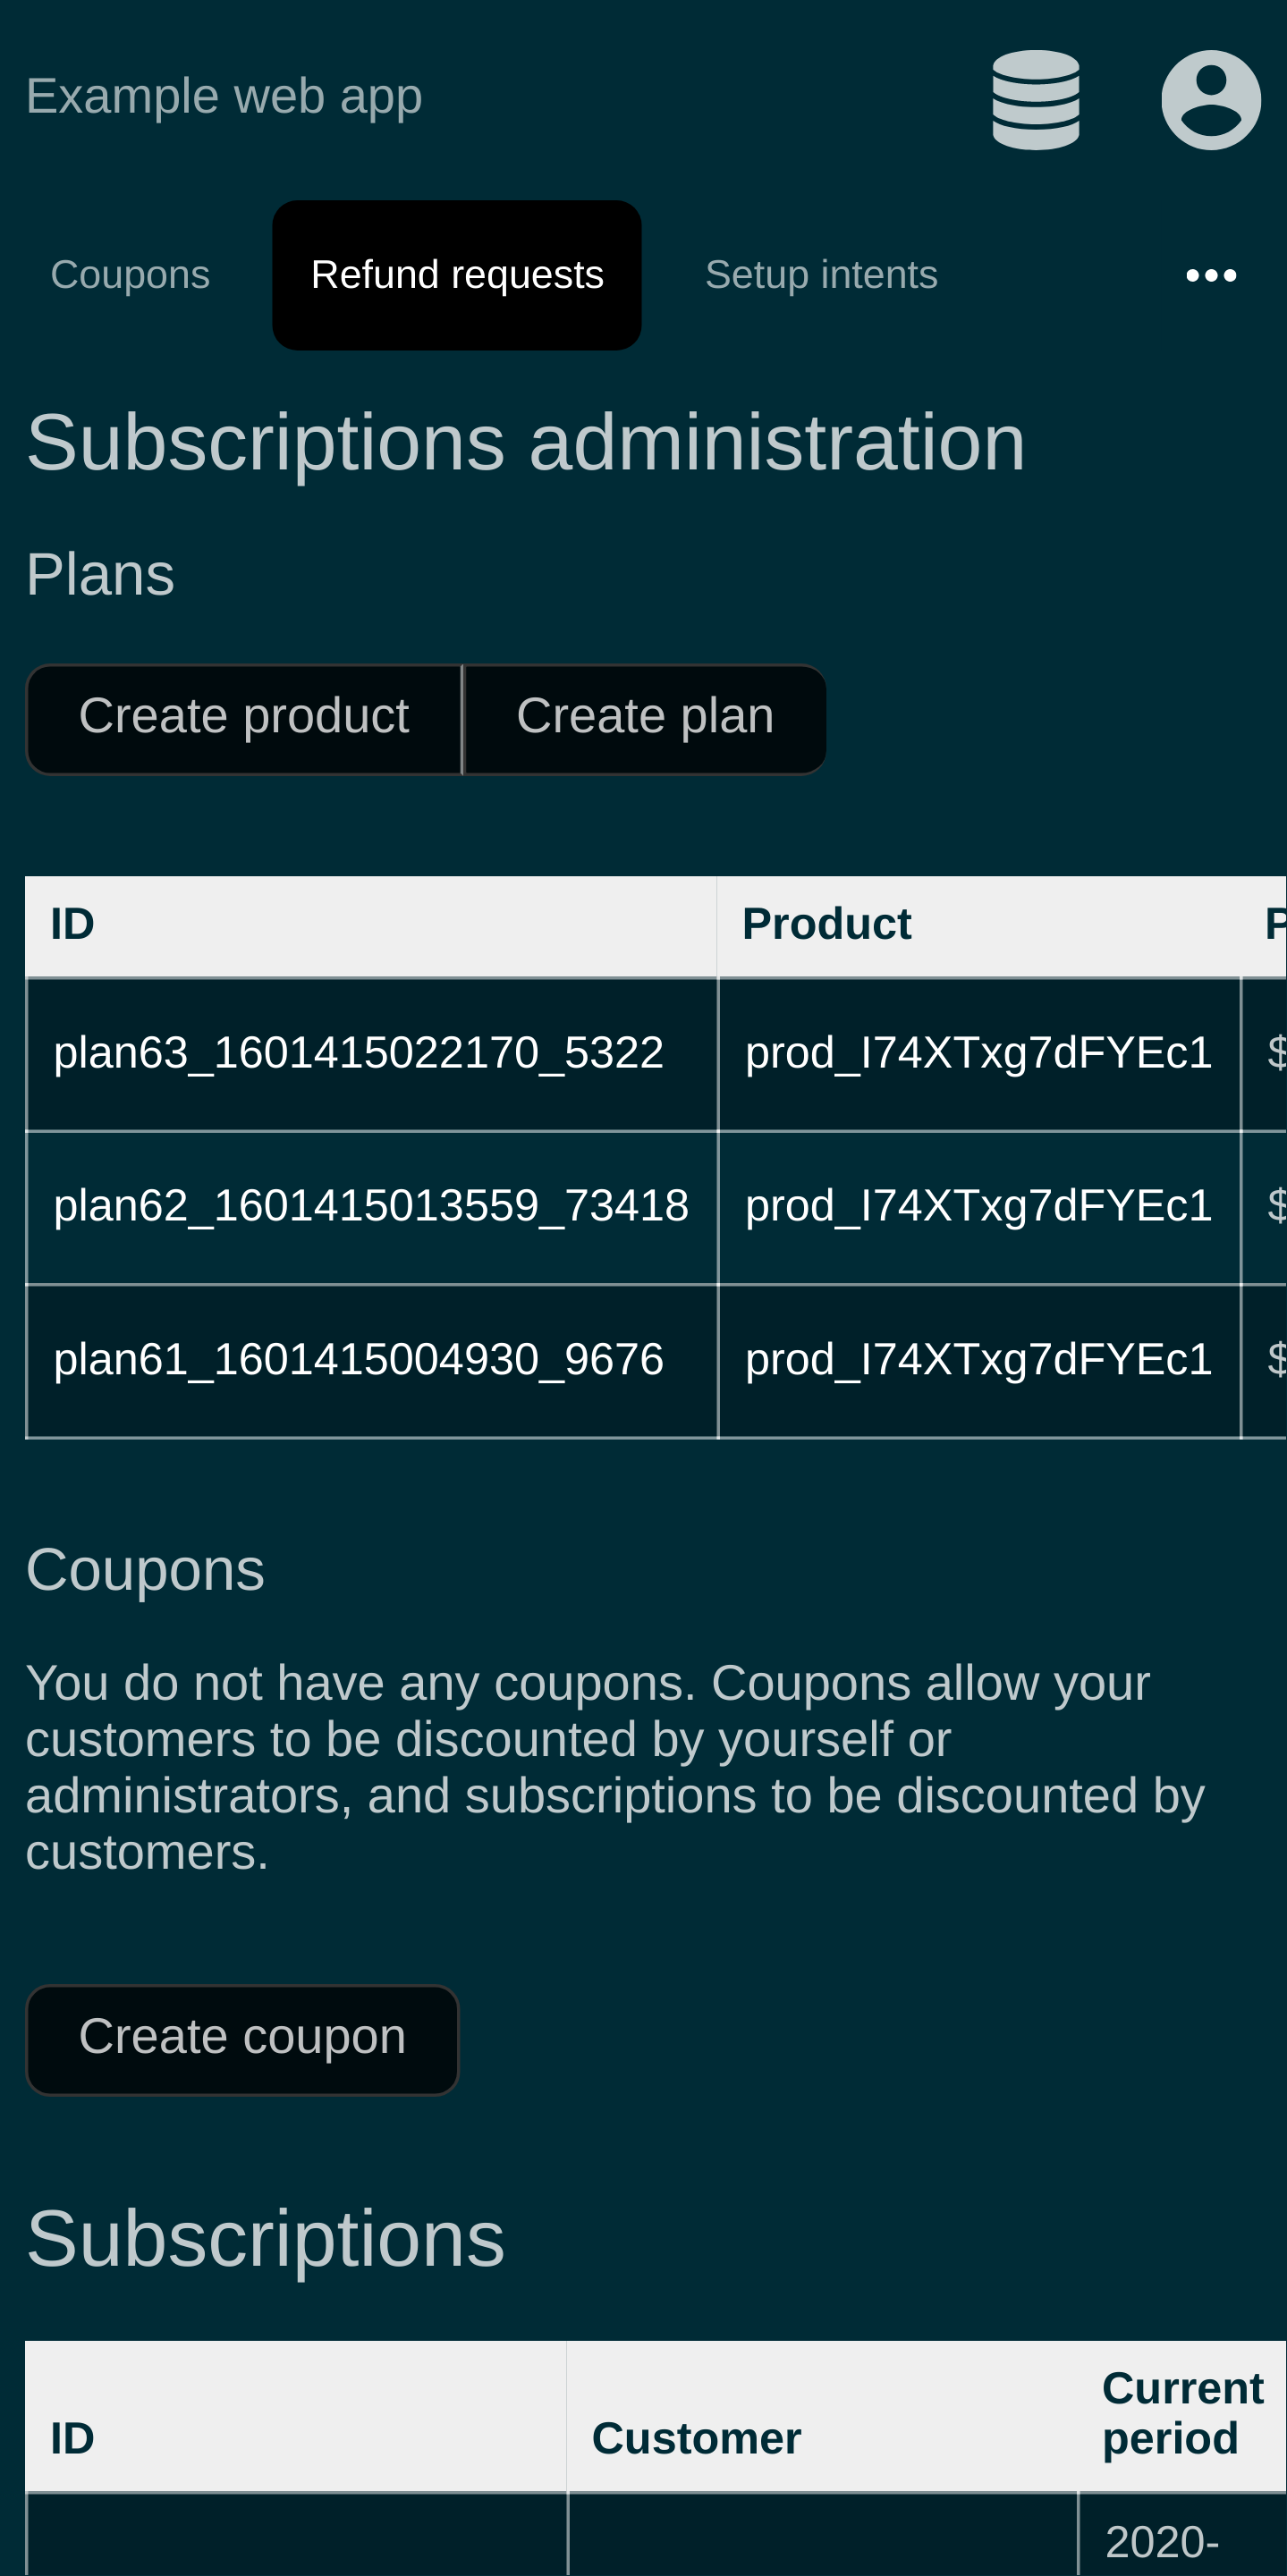 Example web app
Coupons Refund requests Setup intents
Subscriptions administration
Plans
Create product Create plan
ID Product P
plan63_1601415022170_5322 prod_I74XTxg7dFYEc1 $
plan62_1601415013559_73418 prod_I74XTxg7dFYEc1 $
plan61_1601415004930_9676 prod_I74XTxg7dFYEc1 $
Coupons
You do not have any coupons. Coupons allow your
customers to be discounted by yourself or
administrators, and subscriptions to be discounted by
customers.
Create coupon
Subscriptions
ID Customer Current period
2020-